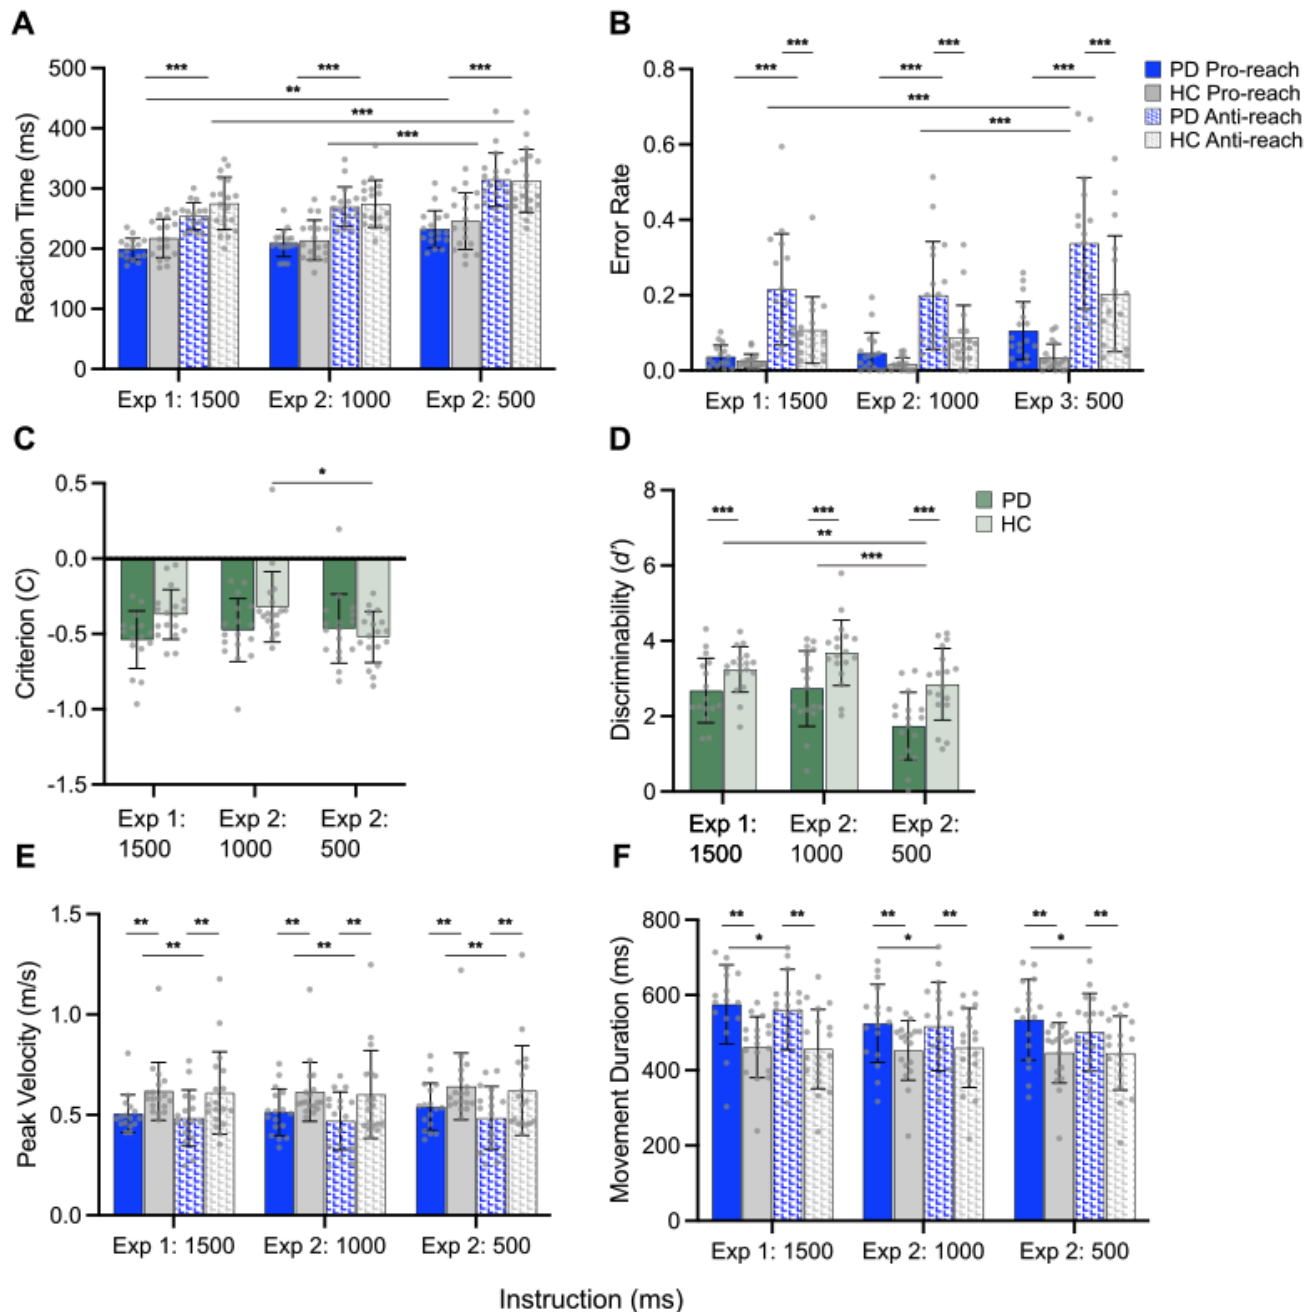 A
Reaction Time (ms)
500
400
300
200
100
0
***
***
***
**
***
***
Exp 1: 1500
Exp 2: 1000
Exp 2: 500
B
Error Rate
0.8
0.6
0.4
0.2
0.0
***
***
***
***
***
***
***
***
Exp 1: 1500
Exp 2: 1000
Exp 3: 500
PD Pro-reach
HC Pro-reach
PD Anti-reach
HC Anti-reach
C
Criterion (C)
0.5
0.0
-0.5
-1.0
-1.5
*
Exp 1:
1500
Exp 2:
1000
Exp 2:
500
D
Discriminability (d')
8
6
4
2
0
***
***
***
**
***
Exp 1:
1500
Exp 2:
1000
Exp 2:
500
PD
HC
E
Peak Velocity (m/s)
1.5
1.0
0.5
0.0
**
**
**
**
**
**
**
**
**
Exp 1: 1500
Exp 2: 1000
Exp 2: 500
F
Movement Duration (ms)
800
600
400
200
0
**
**
**
**
**
**
*
*
*
Exp 1: 1500
Exp 2: 1000
Exp 2: 500
Instruction (ms)